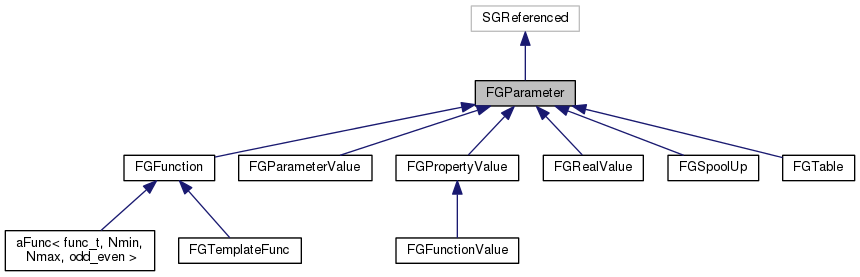 SGReferenced
FGParameter
FGFunction
FGParameterValue
FGPropertyValue
FGRealValue
FGSpoolUp
FGTable
aFunc< func_t, Nmin,
Nmax, odd_even >
FGTemplateFunc
FGFunctionValue